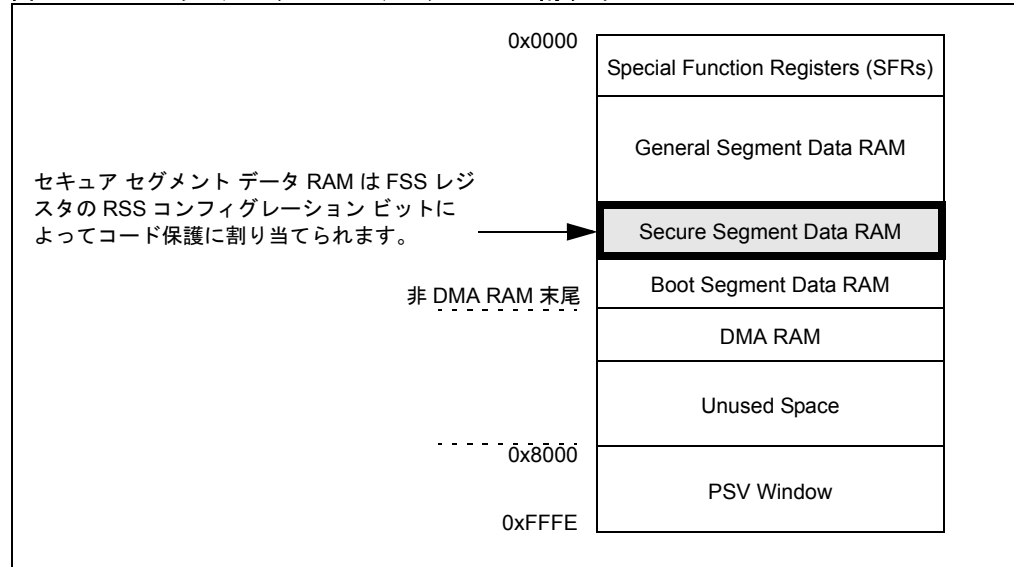 0x0000
Special Function Registers (SFRs)
General Segment Data RAM
セキュア セグメント データ RAM は FSS レジ
スタの RSS コンフィグレーション ビットに
よってコード保護に割り当てられます。
Secure Segment Data RAM
Boot Segment Data RAM
非 DMA RAM 末尾
DMA RAM
Unused Space
0x8000
PSV Window
0xFFFE